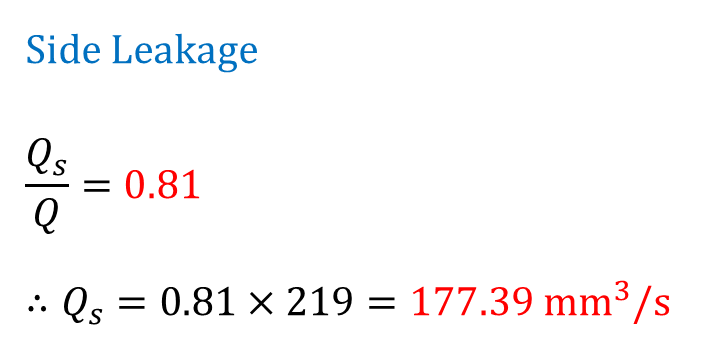 Side Leakage
Qₛ/Q = 0.81
∴ Qₛ = 0.81 × 219 = 177.39 mm³/s